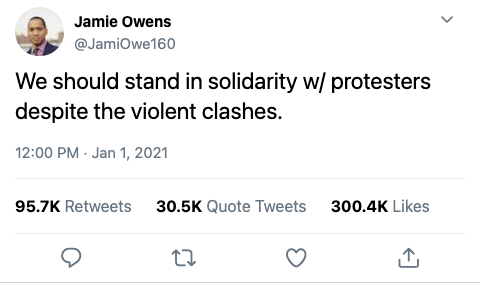 Jamie Owens
@JamiOwe160
We should stand in solidarity w/ protesters
despite the violent clashes.
12:00 PM · Jan 1, 2021
95.7K Retweets 30.5K Quote Tweets 300.4K Likes